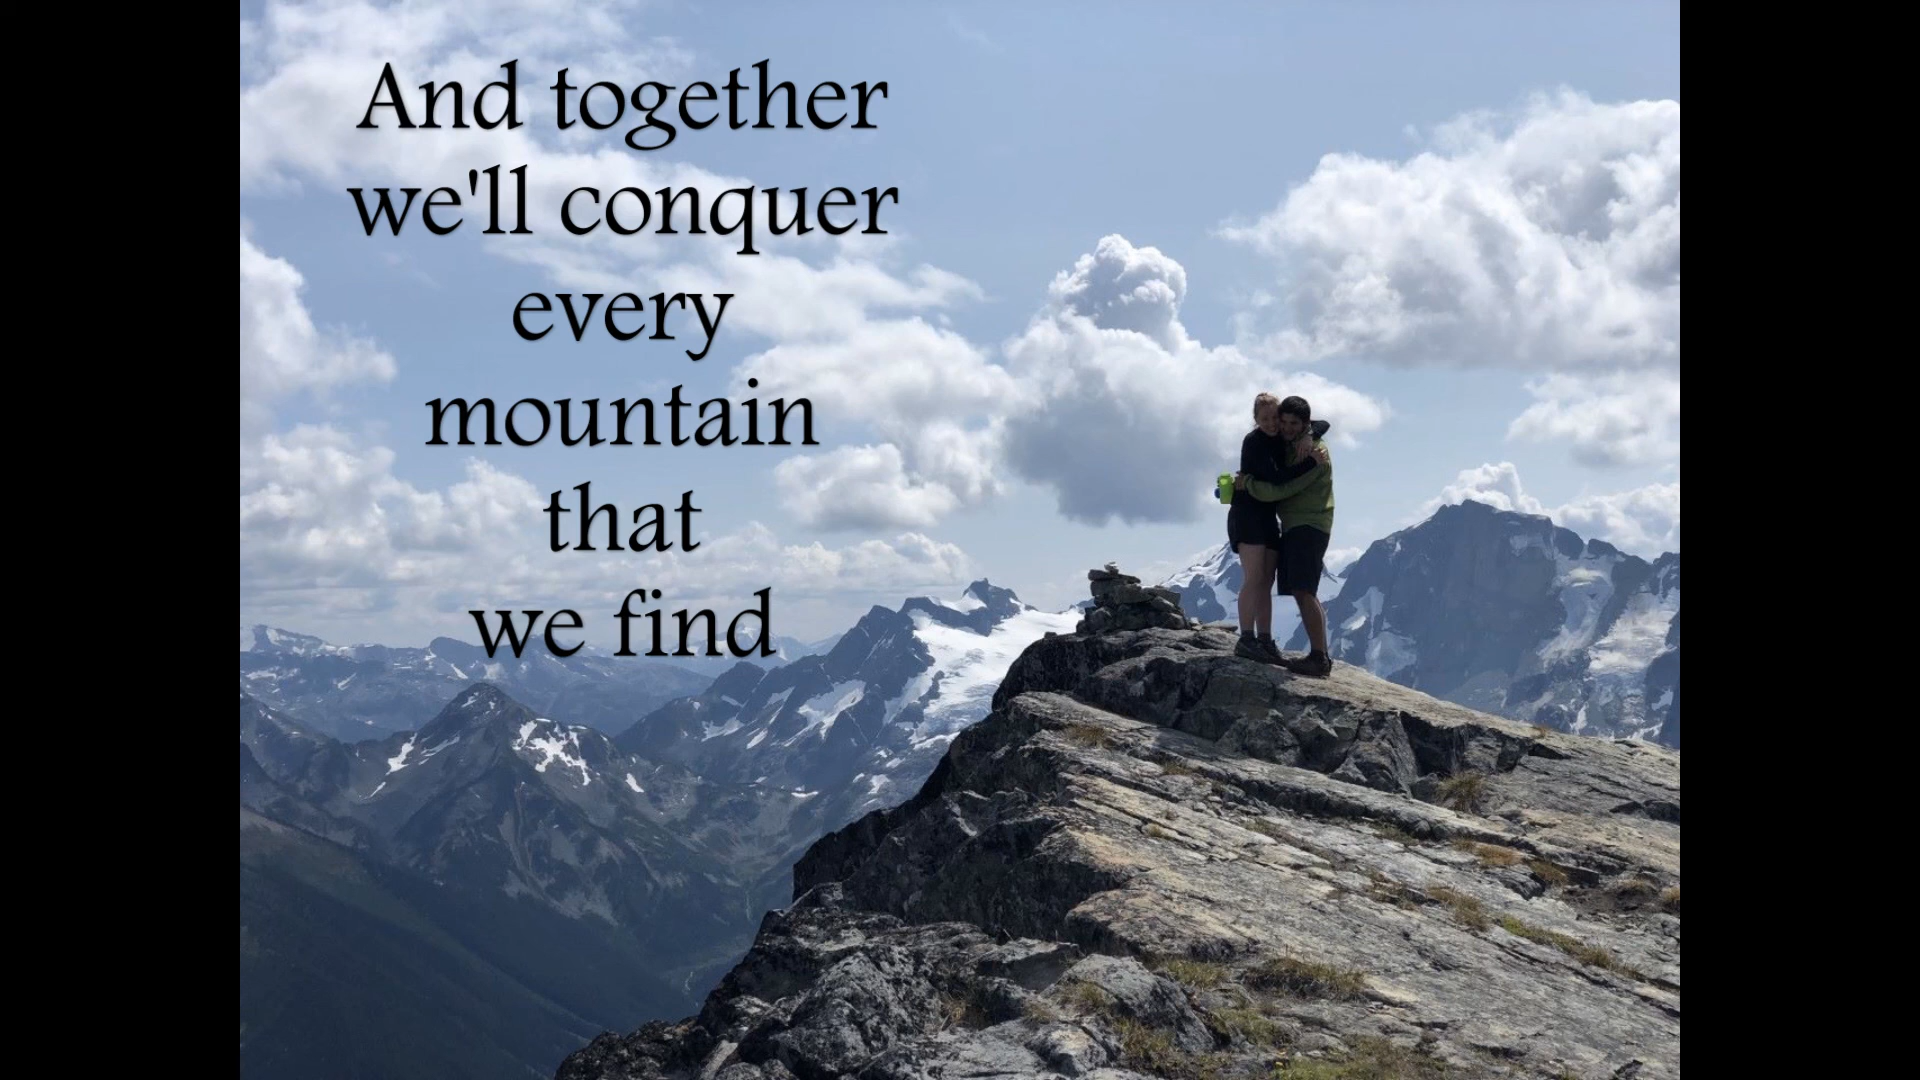 And together
we'll conquer
every
mountain
that
we find